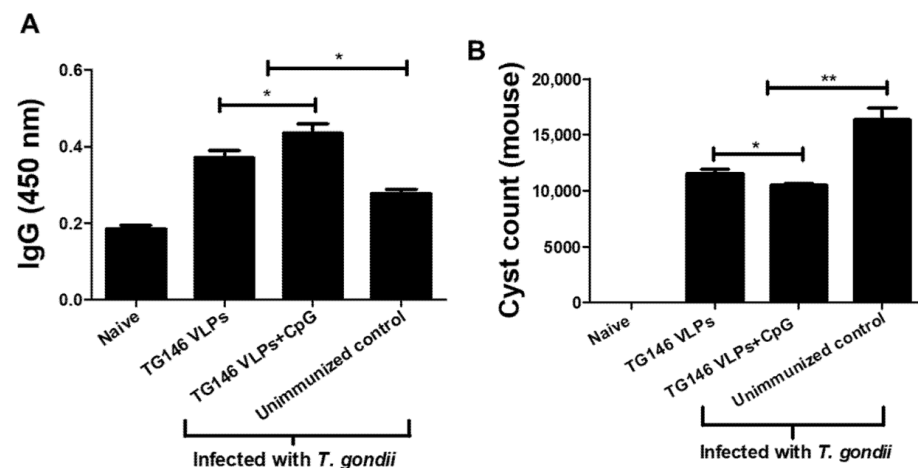 A
IgG (450 nm)
0.6
0.4
0.2
0.0
*
*
Naive
TG146 VLPs
TG146 VLPs+CpG
Unimmunized control
Infected with T. gondii
B
Cyst count (mouse)
20,000
15,000
10,000
5000
0
**
*
Naive
TG146 VLPs
TG146 VLPs+CpG
Unimmunized control
Infected with T. gondii